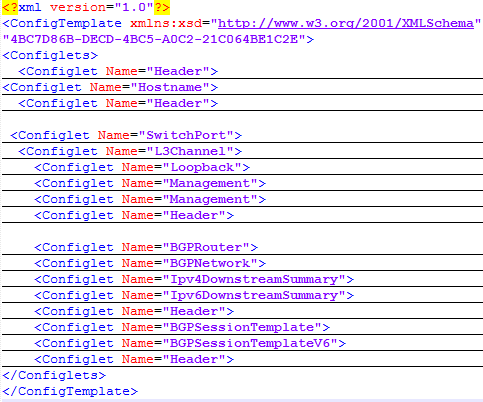 <?xml version="1.0"?>
<ConfigTemplate xmlns:xsd="http://www.w3.org/2001/XMLSchema"
"4BC7D86B-DECD-4BC5-A0C2-21C064BE1C2E">
<Configlets>
<Configlet Name="Header">
<Configlet Name="Hostname">
<Configlet Name="Header">
<Configlet Name="SwitchPort">
<Configlet Name="L3Channel">
<Configlet Name="Loopback">
<Configlet Name="Management">
<Configlet Name="Management">
<Configlet Name="Header">
<Configlet Name="BGPRouter">
<Configlet Name="BGPNetwork">
<Configlet Name="Ipv4DownstreamSummary">
<Configlet Name="Ipv6DownstreamSummary">
<Configlet Name="Header">
<Configlet Name="BGPSessionTemplate">
<Configlet Name="BGPSessionTemplateV6">
<Configlet Name="Header">
</Configlets>
</ConfigTemplate>